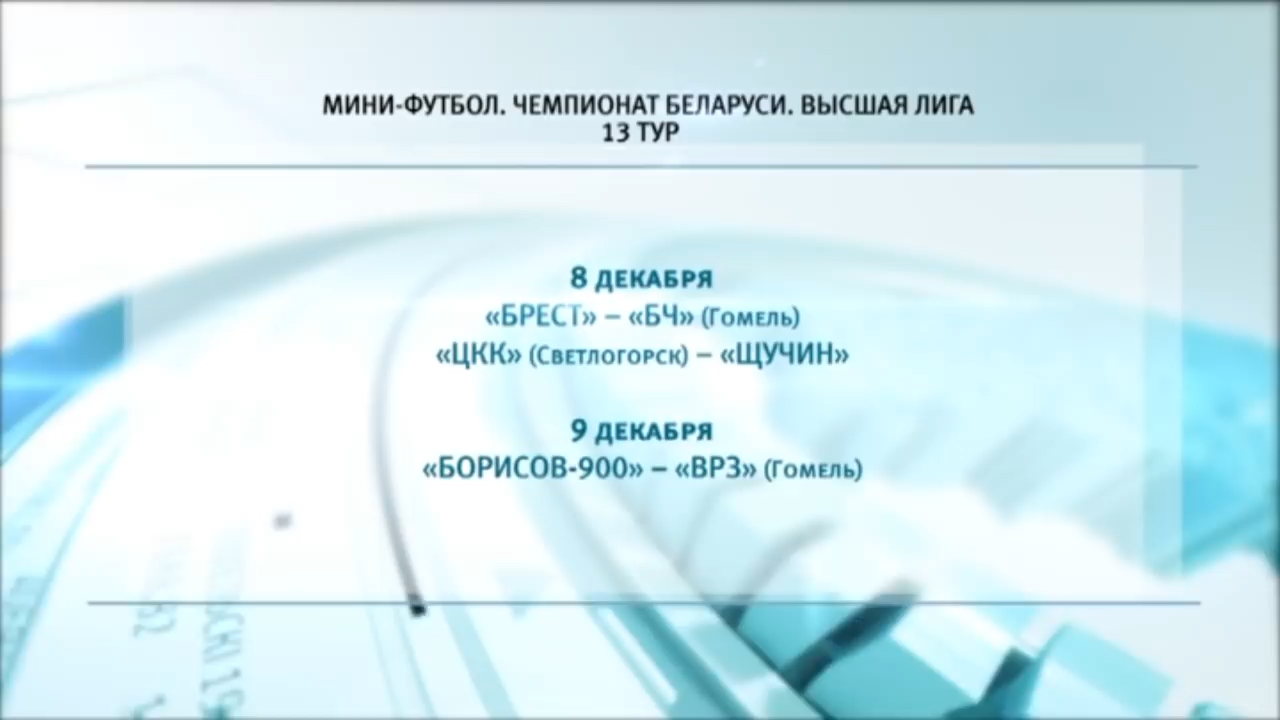 МИНИ-ФУТБОЛ. ЧЕМПИОНАТ БЕЛАРУСИ. ВЫСШАЯ ЛИГА
13 ТУР
8 ДЕКАБРЯ
«БРЕСТ» – «БЧ» (Гомель)
«ЦКК» (Светлогорск) – «ЩУЧИН»
9 ДЕКАБРЯ
«БОРИСОВ-900» – «ВРЗ» (Гомель)